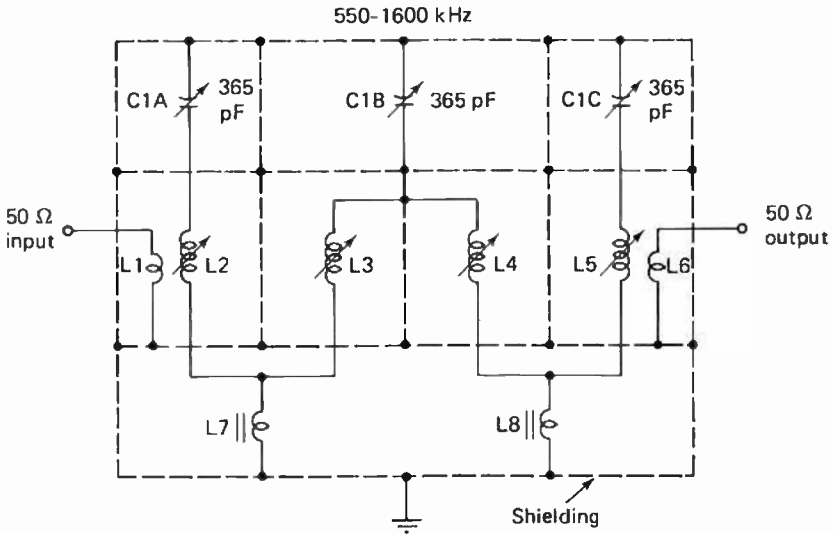 550-1600 kHz
C1A
365
pF
C1B
365 pF
C1C
365
pF
50 Ω
input
L1
L2
L3
L4
L5
L6
50 Ω
output
L7
L8
Shielding